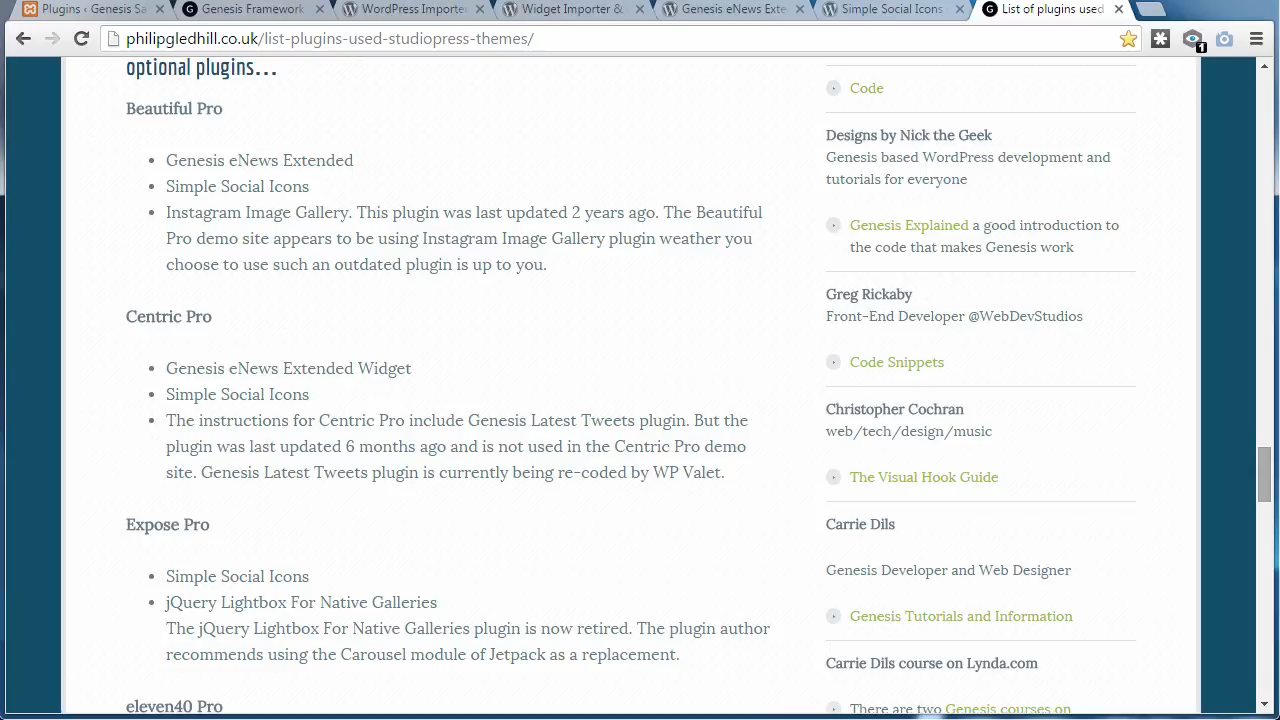 Plugins ‹ Genesis Sa
Genesis Framework
WordPress Importer
Widget Importer &
Genesis eNews Exte
Simple Social Icons
List of plugins used
philipgledhill.co.uk/list-plugins-used-studiopress-themes/
1
optional plugins...
Beautiful Pro
Genesis eNews Extended
Simple Social Icons
Instagram Image Gallery. This plugin was last updated 2 years ago. The Beautiful
Pro demo site appears to be using Instagram Image Gallery plugin weather you
choose to use such an outdated plugin is up to you.
Centric Pro
Genesis eNews Extended Widget
Simple Social Icons
The instructions for Centric Pro include Genesis Latest Tweets plugin. But the
plugin was last updated 6 months ago and is not used in the Centric Pro demo
site. Genesis Latest Tweets plugin is currently being re-coded by WP Valet.
Expose Pro
Simple Social Icons
jQuery Lightbox For Native Galleries
The jQuery Lightbox For Native Galleries plugin is now retired. The plugin author
recommends using the Carousel module of Jetpack as a replacement.
eleven40 Pro
Code
Designs by Nick the Geek
Genesis based WordPress development and
tutorials for everyone
Genesis Explained a good introduction to
the code that makes Genesis work
Greg Rickaby
Front-End Developer @WebDevStudios
Code Snippets
Christopher Cochran
web/tech/design/music
The Visual Hook Guide
Carrie Dils
Genesis Developer and Web Designer
Genesis Tutorials and Information
Carrie Dils course on Lynda.com
There are two Genesis courses on